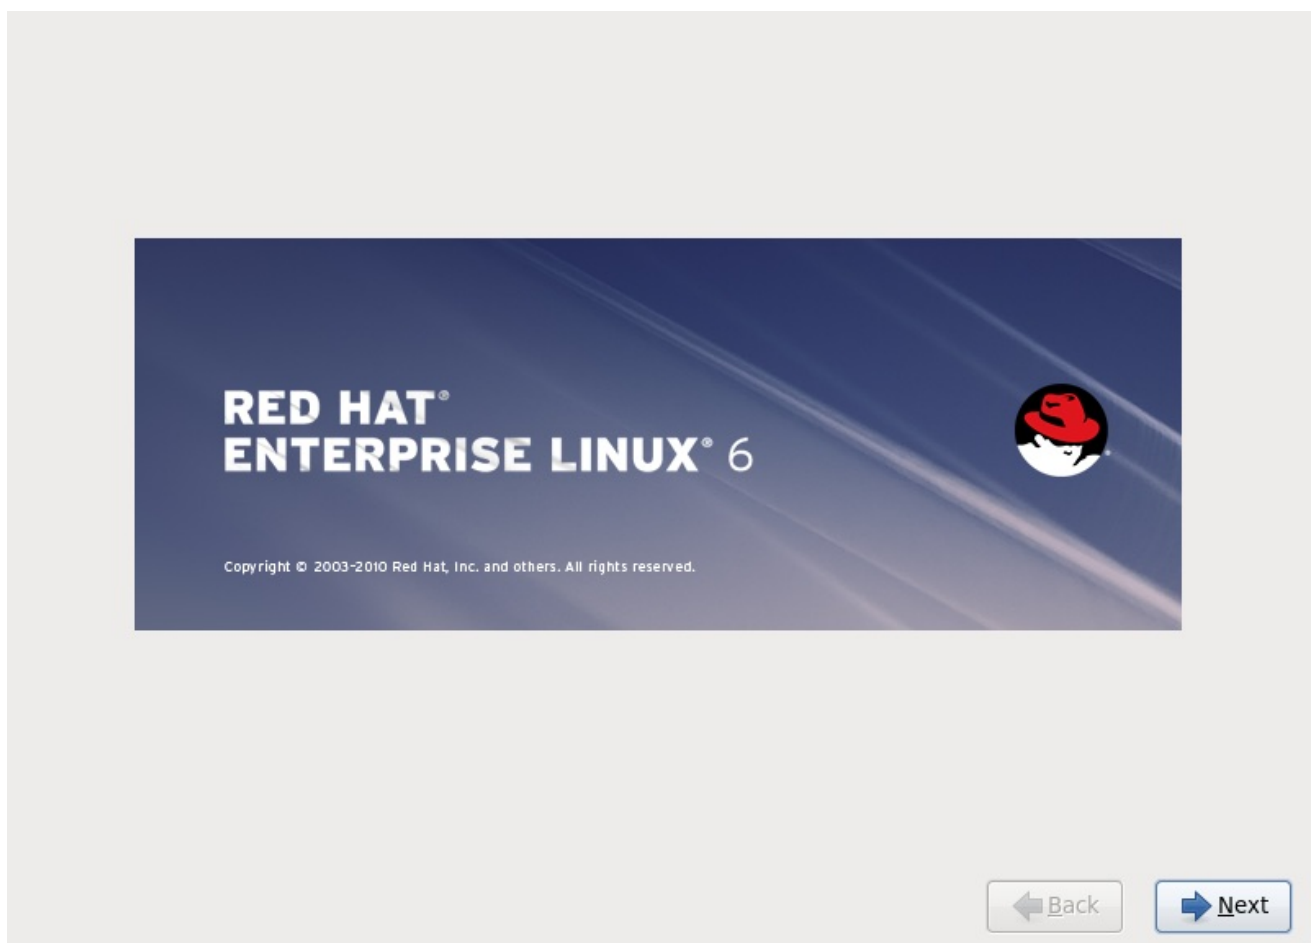 RED HAT®
ENTERPRISE LINUX® 6
Copyright © 2003-2010 Red Hat, Inc. and others. All rights reserved.
Back
Next